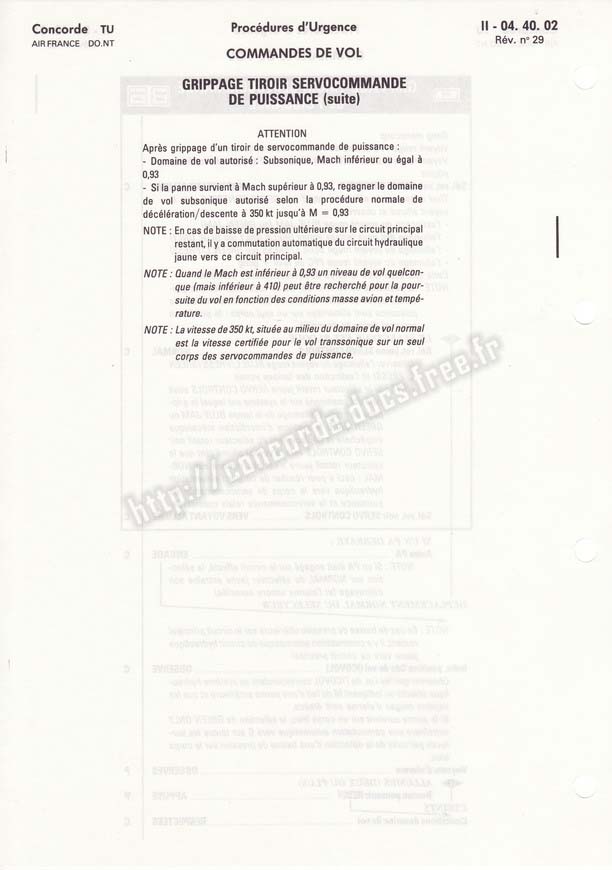 Concorde TU
AIR FRANCE DO.NT
Procédures d'Urgence
II - 04. 40. 02
Rév. n° 29
COMMANDES DE VOL
GRIPPAGE TIROIR SERVOCOMMANDE
DE PUISSANCE (suite)
ATTENTION
Après grippage d'un tiroir de servocommande de puissance :
- Domaine de vol autorisé : Subsonique, Mach inférieur ou égal à
0,93
- Si la panne survient à Mach supérieur à 0,93, regagner le domaine
de vol subsonique autorisé selon la procédure normale de
décélération/descente à 350 kt jusqu'à M = 0,93
NOTE : En cas de baisse de pression ultérieure sur le circuit principal
restant, il y a commutation automatique du circuit hydraulique
jaune vers ce circuit principal.
NOTE : Quand le Mach est inférieur à 0,93 un niveau de vol quelcon-
que (mais inférieur à 410) peut être recherché pour la pour-
suite du vol en fonction des conditions masse avion et tempé-
rature.
NOTE : La vitesse de 350 kt, située au milieu du domaine de vol normal
est la vitesse certifiée pour le vol transsonique sur un seul
corps des servocommandes de puissance.
http://concorde.docs.free.fr